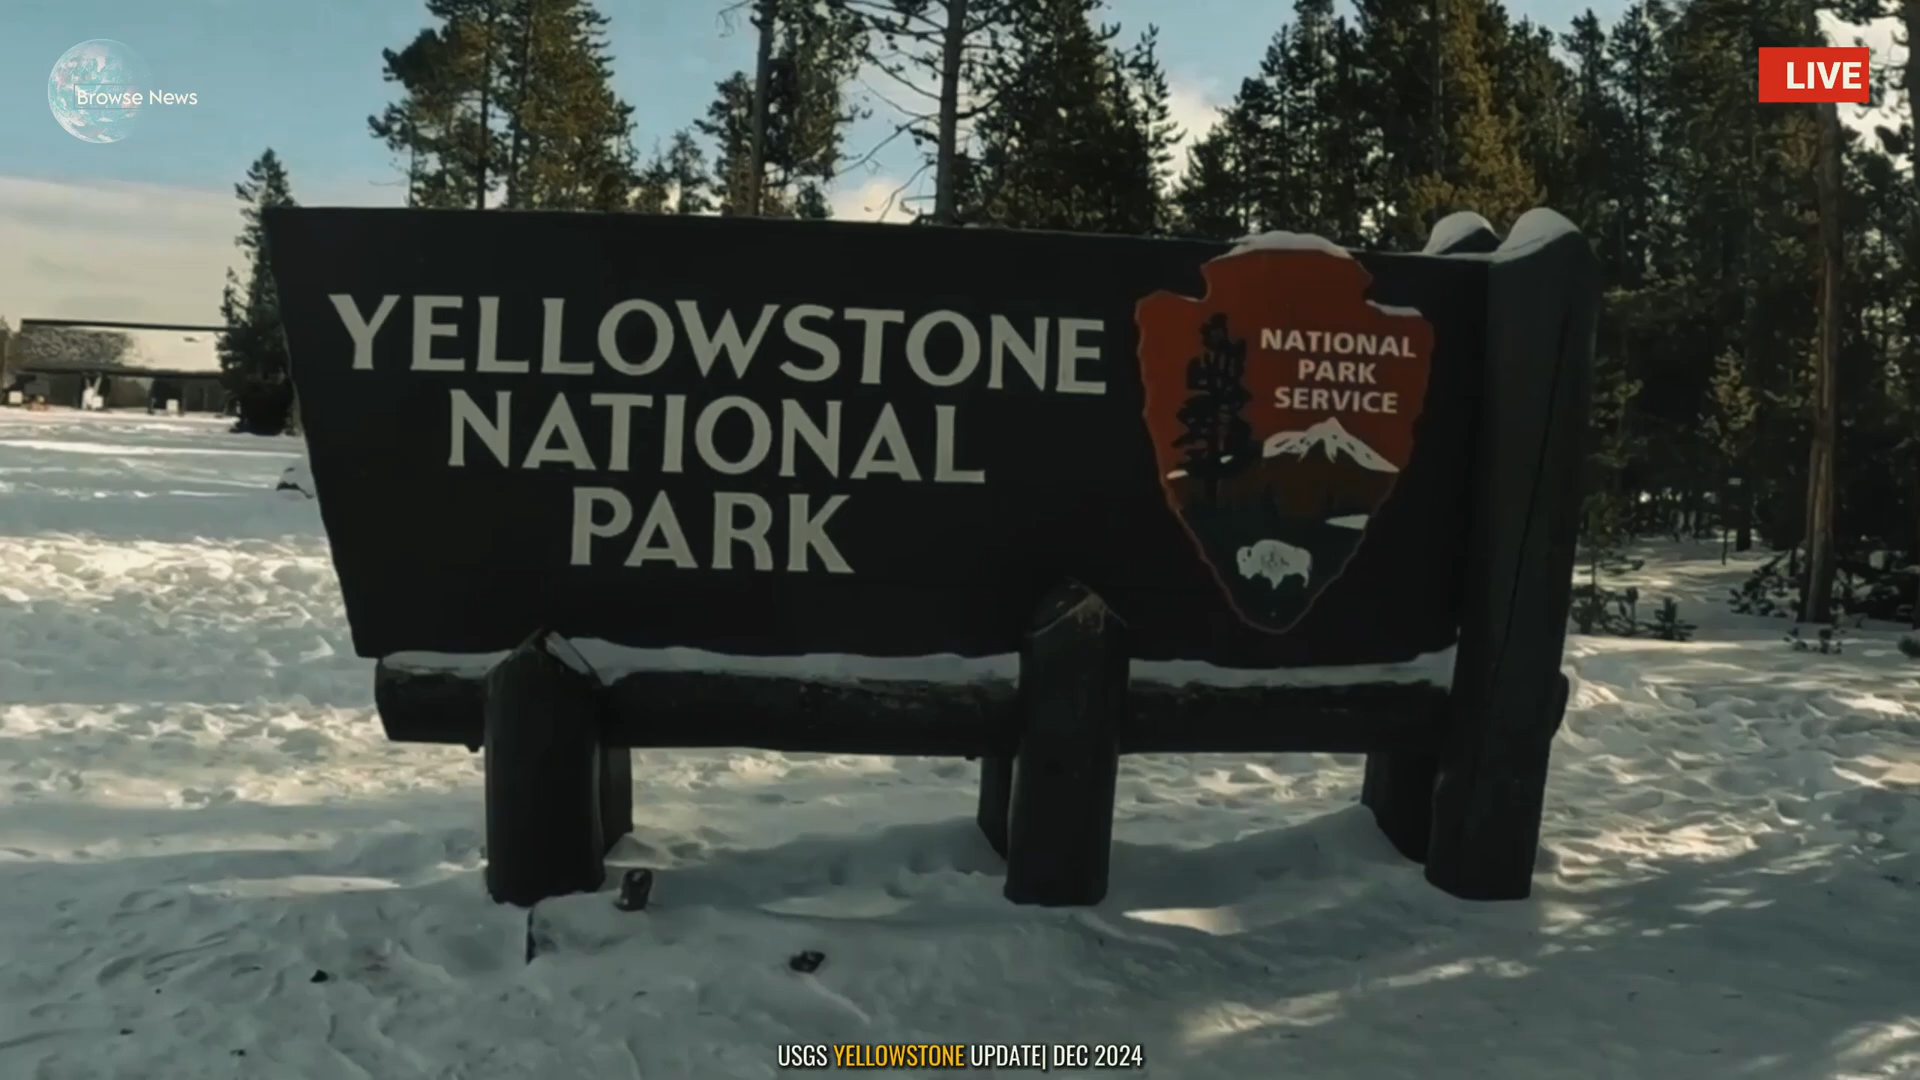 Browse News
LIVE
YELLOWSTONE
NATIONAL
PARK
NATIONAL
PARK
SERVICE
USGS YELLOWSTONE UPDATE| DEC 2024